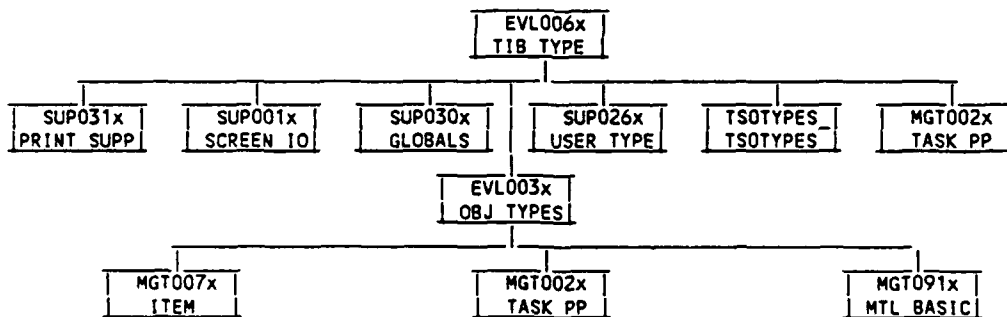 EVL006x
TIB TYPE
SUP031x SUP001x SUP030x SUP026x TSOTYPES_ MGT002x
PRINT SUPP SCREEN IO GLOBALS USER TYPE TSOTYPES TASK PP
EVL003x
OBJ TYPES
MGT007x MGT002x MGT091x
ITEM TASK PP MTL BASIC